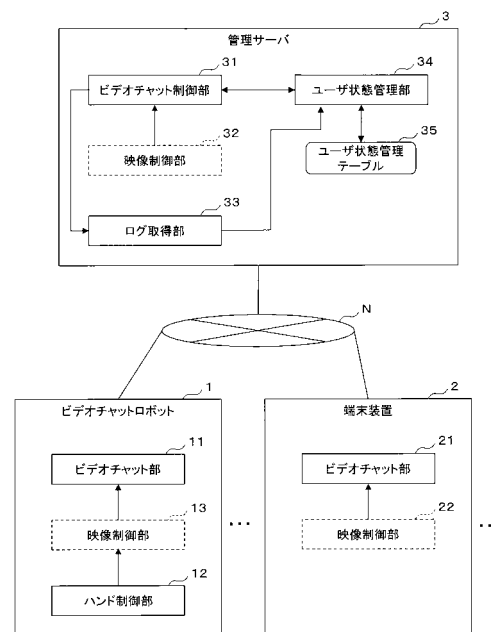 3
管理サーバ
31
ビデオチャット制御部
34
ユーザ状態管理部
32
映像制御部
35
ユーザ状態管理
テーブル
33
ログ取得部
N
1
ビデオチャットロボット
11
ビデオチャット部
13
映像制御部
12
ハンド制御部
...
2
端末装置
21
ビデオチャット部
22
映像制御部
..